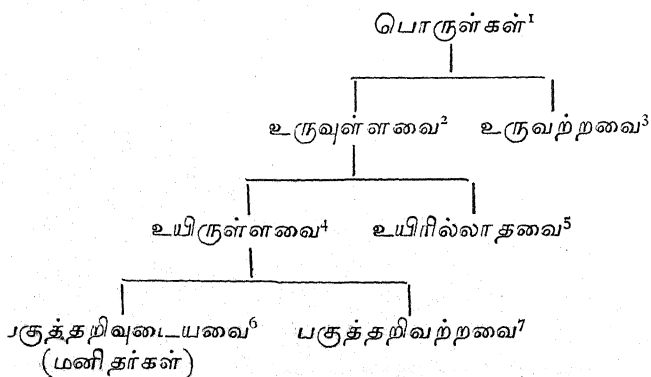 பொருள்கள்¹
உருவுள்ளவை² உருவற்றவை³
உயிருள்ளவை⁴ உயிரில்லாதவை⁵
பகுத்தறிவுடையவை⁶ பகுத்தறிவற்றவை⁷
(மனிதர்கள்)